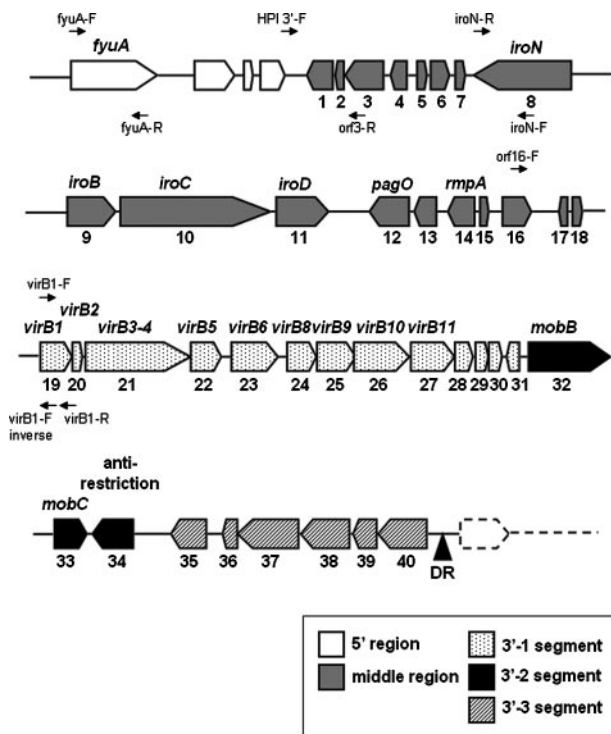 fyuA-F HPI 3'-F iroN-R
fyuA iroN
1 2 3 4 5 6 7 8
fyuA-R orf3-R iroN-F
orf16-F
iroB iroC iroD pagO rmpA
9 10 11 12 13 14 15 16 17 18
virB1-F
virB2
virB1 virB3-4 virB5 virB6 virB8 virB9 virB10 virB11 mobB
19 20 21 22 23 24 25 26 27 28 29 30 31 32
virB1-F virB1-R
inverse
anti-
restriction
mobC
33 34 35 36 37 38 39 40
DR
5' region 3'-1 segment
middle region 3'-2 segment
3'-3 segment